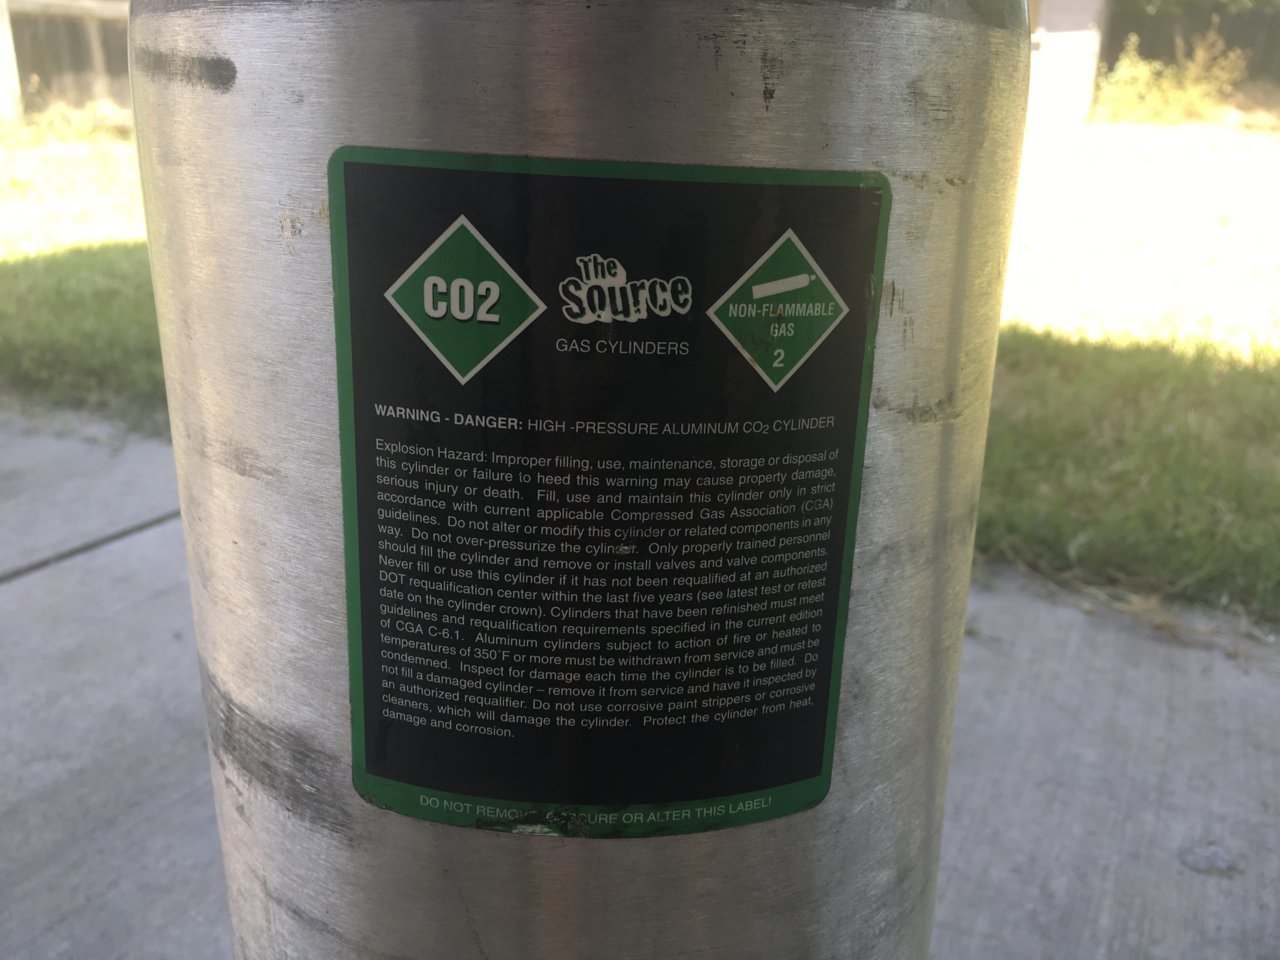 CO2
The
Source
GAS CYLINDERS
NON-FLAMMABLE
GAS
2
WARNING - DANGER: HIGH -PRESSURE ALUMINUM CO2 CYLINDER
Explosion Hazard: Improper filling, use, maintenance, storage or disposal of
this cylinder or failure to heed this warning may cause property damage,
serious injury or death. Fill, use and maintain this cylinder only in strict
accordance with current applicable Compressed Gas Association (CGA)
guidelines. Do not alter or modify this cylinder or related components in any
way. Do not over-pressurize the cylinder. Only properly trained personnel
should fill the cylinder and remove or install valves and valve components.
Never fill or use this cylinder if it has not been requalified at an authorized
DOT requalification center within the last five years (see latest test or retest
date on the cylinder crown). Cylinders that have been refinished must meet
guidelines and requalification requirements specified in the current edition
of CGA C-6.1. Aluminum cylinders subject to action of fire or heated to
temperatures of 350˚F or more must be withdrawn from service and must be
condemned. Inspect for damage each time the cylinder is to be filled. Do
not fill a damaged cylinder – remove it from service and have it inspected by
an authorized requalifier. Do not use corrosive paint strippers or corrosive
cleaners, which will damage the cylinder. Protect the cylinder from heat,
damage and corrosion.
DO NOT REMOVE, OBSCURE OR ALTER THIS LABEL!